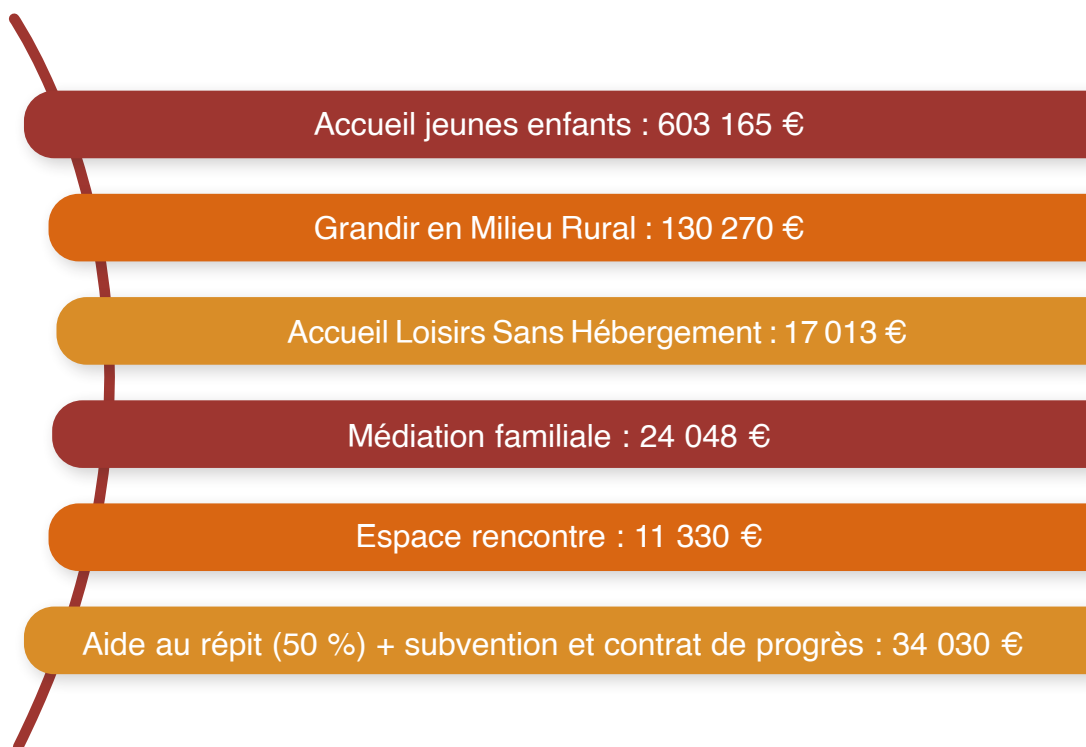 Accueil jeunes enfants : 603 165 €
Grandir en Milieu Rural : 130 270 €
Accueil Loisirs Sans Hébergement : 17 013 €
Médiation familiale : 24 048 €
Espace rencontre : 11 330 €
Aide au répit (50 %) + subvention et contrat de progrès : 34 030 €